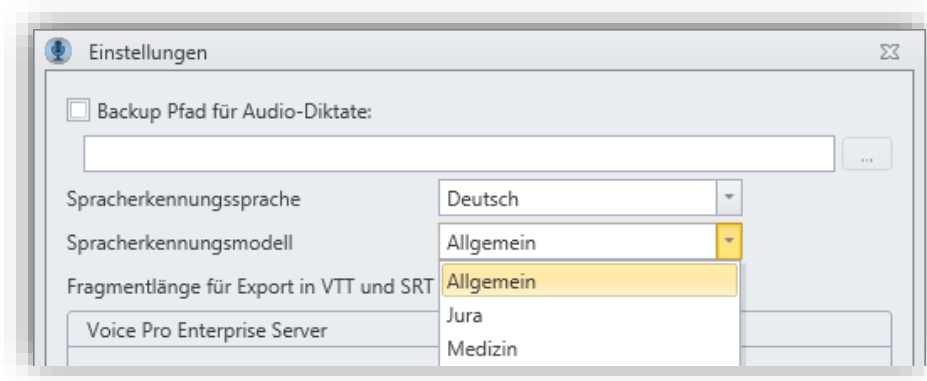 Einstellungen
Backup Pfad für Audio-Diktate:
...
Spracherkennungssprache Deutsch
Spracherkennungsmodell Allgemein
Fragmentlänge für Export in VTT und SRT Allgemein
Jura
Voice Pro Enterprise Server
Medizin